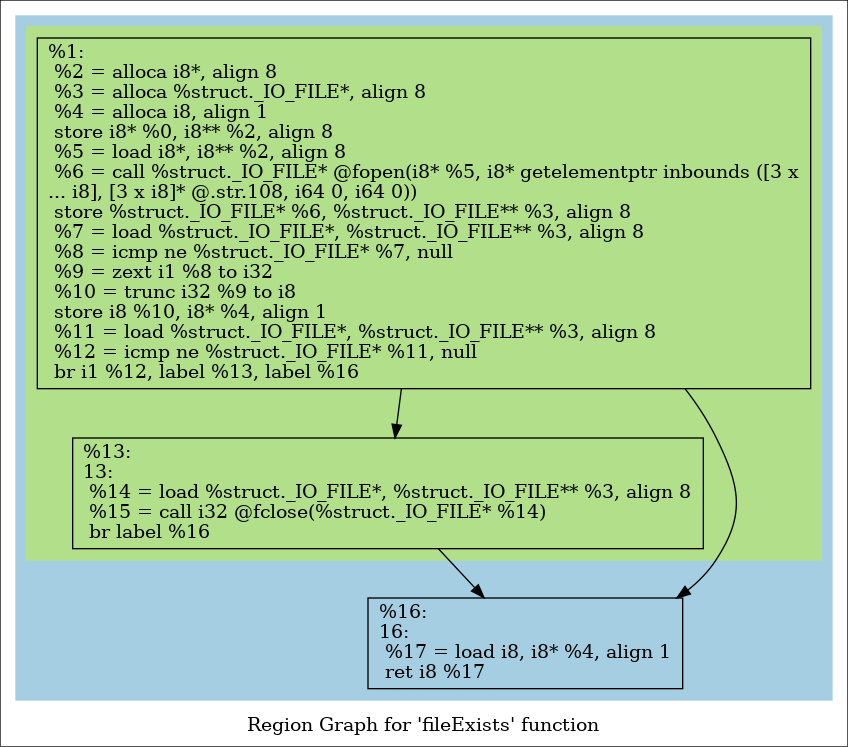 %1:
%2 = alloca i8*, align 8
%3 = alloca %struct._IO_FILE*, align 8
%4 = alloca i8, align 1
store i8* %0, i8** %2, align 8
%5 = load i8*, i8** %2, align 8
%6 = call %struct._IO_FILE* @fopen(i8* %5, i8* getelementptr inbounds ([3 x
... i8], [3 x i8]* @.str.108, i64 0, i64 0))
store %struct._IO_FILE* %6, %struct._IO_FILE** %3, align 8
%7 = load %struct._IO_FILE*, %struct._IO_FILE** %3, align 8
%8 = icmp ne %struct._IO_FILE* %7, null
%9 = zext i1 %8 to i32
%10 = trunc i32 %9 to i8
store i8 %10, i8* %4, align 1
%11 = load %struct._IO_FILE*, %struct._IO_FILE** %3, align 8
%12 = icmp ne %struct._IO_FILE* %11, null
br i1 %12, label %13, label %16
%13:
13:
%14 = load %struct._IO_FILE*, %struct._IO_FILE** %3, align 8
%15 = call i32 @fclose(%struct._IO_FILE* %14)
br label %16
%16:
16:
%17 = load i8, i8* %4, align 1
ret i8 %17
Region Graph for 'fileExists' function